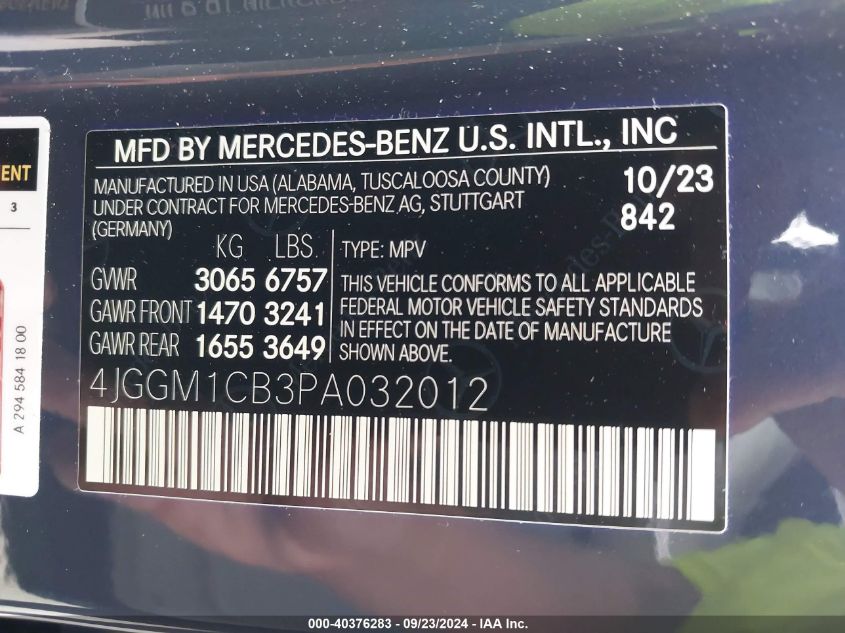 MFD BY MERCEDES-BENZ U.S. INTL., INC
MANUFACTURED IN USA (ALABAMA, TUSCALOOSA COUNTY)
UNDER CONTRACT FOR MERCEDES-BENZ AG, STUTTGART
(GERMANY)
10/23
842
KG LBS.
GVWR 3065 6757
GAWR FRONT 1470 3241
GAWR REAR 1655 3649
TYPE: MPV
THIS VEHICLE CONFORMS TO ALL APPLICABLE
FEDERAL MOTOR VEHICLE SAFETY STANDARDS
IN EFFECT ON THE DATE OF MANUFACTURE
SHOWN ABOVE.
4JGGM1CB3PA032012
ENT
3
A 294 584 18 00
000-40376283 - 09/23/2024 - IAA Inc.